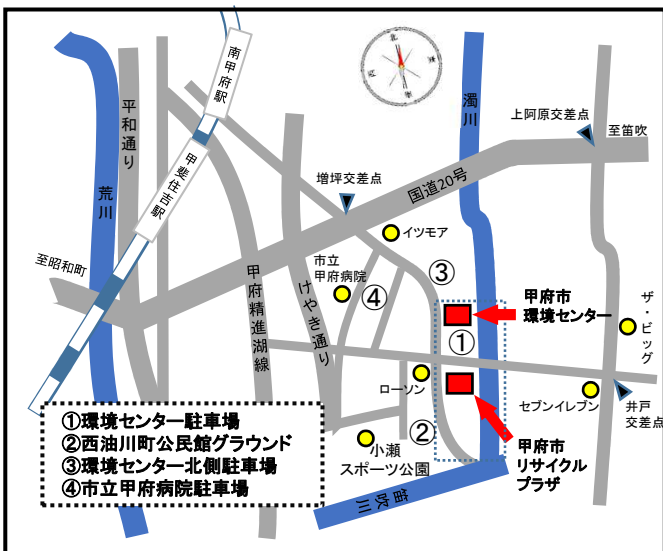 南甲府駅
北
東
西
南
濁川
上阿原交差点
至笛吹
平和通り
甲斐住吉駅
増坪交差点
国道20号
荒川
イツモア
至昭和町
市立
甲府病院
③
④
甲府精進湖線
けやき通り
甲府市
環境センター
①
ザ・ビッグ
ローソン
セブンイレブン
井戸
交差点
①環境センター駐車場
②西油川町公民館グラウンド
③環境センター北側駐車場
④市立甲府病院駐車場
②
小瀬
スポーツ公園
甲府市
リサイクル
プラザ
笛吹川